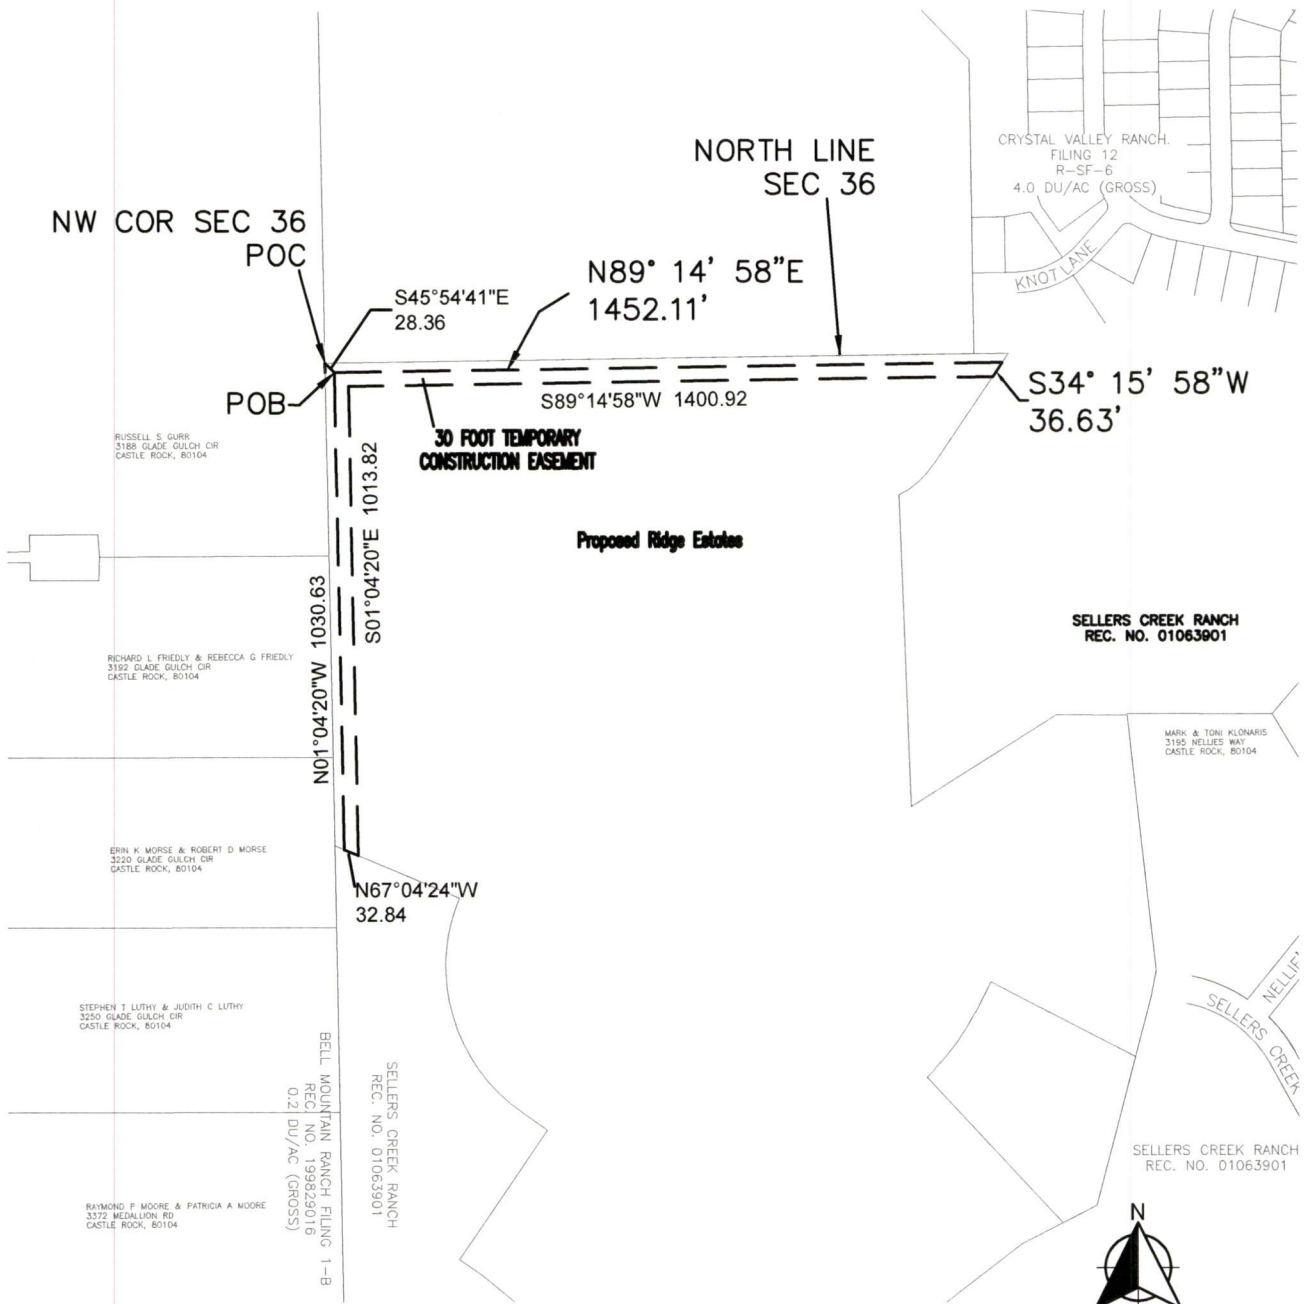 CRYSTAL VALLEY RANCH.
FILING 12
R-SF-6
4.0 DU/AC (GROSS)
NORTH LINE
SEC 36
NW COR SEC 36
POC
KNOT LANE
S45°54'41"E
28.36
N89° 14' 58"E
1452.11'
POB
S89°14'58"W 1400.92
S34° 15' 58"W
36.63'
RUSSELL S GURR
3188 GLADE GULCH CIR
CASTLE ROCK, 80104
30 FOOT TEMPORARY
CONSTRUCTION EASEMENT
S01°04'20"E 1013.82
Proposed Ridge Estates
N01°04'20"W 1030.63
SELLERS CREEK RANCH
REC. NO. 01063901
RICHARD L FRIEDLY & REBECCA G FRIEDLY
3192 GLADE GULCH CIR
CASTLE ROCK, 80104
MARK & TONI KLONARIS
3195 NELLIES WAY
CASTLE ROCK, 80104
ERIN K MORSE & ROBERT D MORSE
3220 GLADE GULCH CIR
CASTLE ROCK, 80104
N67°04'24"W
32.84
STEPHEN T LUTHY & JUDITH C LUTHY
3250 GLADE GULCH CIR
CASTLE ROCK, 80104
BELL MOUNTAIN RANCH FILING 1-B
REC. NO. 199829016
0.2 DU/AC (GROSS)
SELLERS CREEK RANCH
REC. NO. 01063901
NELLIE'
SELLERS CREEK
SELLERS CREEK RANCH
REC. NO. 01063901
RAYMOND P MOORE & PATRICIA A MOORE
3372 MEDALLION RD
CASTLE ROCK, 80104
N